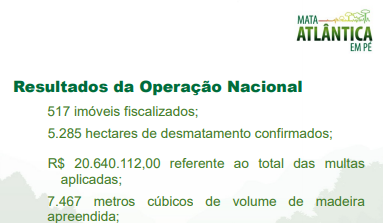 MATA
ATLÂNTICA
EM PÉ
Resultados da Operação Nacional
517 imóveis fiscalizados;
5.285 hectares de desmatamento confirmados;
R$ 20.640.112,00 referente ao total das multas
aplicadas;
7.467 metros cúbicos de volume de madeira
apreendida;